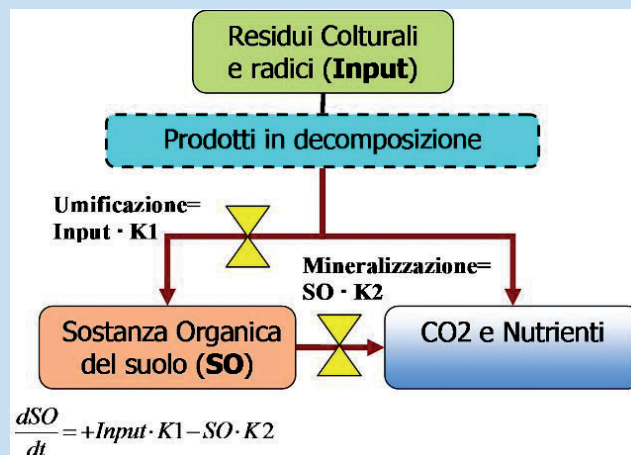 Residui Colturali
e radici (Input)
Prodotti in decomposizione
Umificazione=
Input · K1
Mineralizzazione=
SO · K2
Sostanza Organica
del suolo (SO)
CO2 e Nutrienti
dSO/dt = +Input·K1−SO·K2